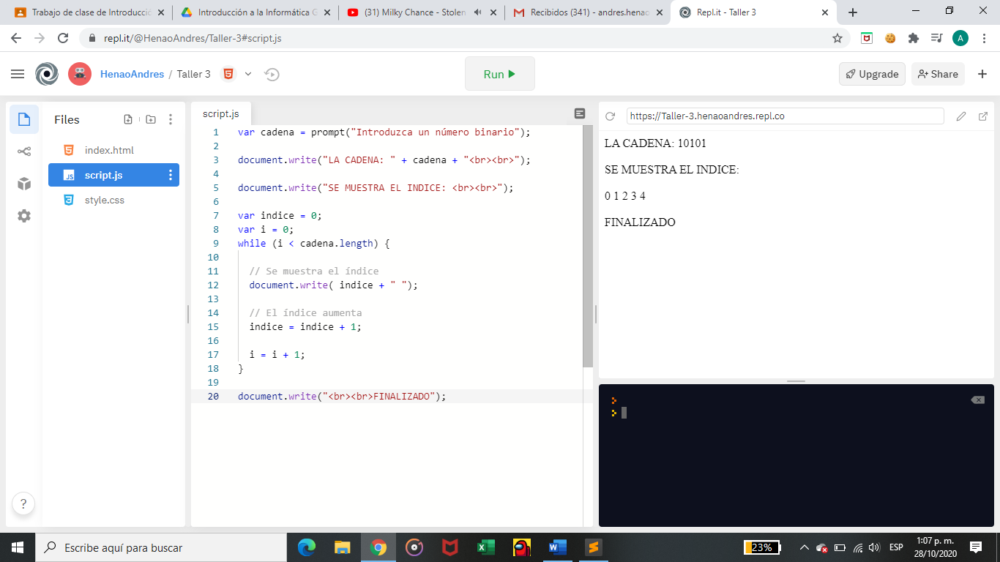 Trabajo de clase de Introducció
Introducción a la Informática G
(31) Milky Chance - Stolen
Recibidos (341) - andres.henao
Repl.it - Taller 3
repl.it/@HenaoAndres/Taller-3#script.js
A
HenaoAndres / Taller 3
Run
Upgrade
Share
Files
index.html
script.js
style.css
?
script.js
1 var cadena = prompt("Introduzca un número binario");
2
3 document.write("LA CADENA: " + cadena + "<br><br>");
4
5 document.write("SE MUESTRA EL INDICE: <br><br>");
6
7 var indice = 0;
8 var i = 0;
9 while (i < cadena.length) {
10
11 // Se muestra el índice
12 document.write( indice + " ");
13
14 // El índice aumenta
15 indice = indice + 1;
16
17 i = i + 1;
18 }
19
20 document.write("<br><br>FINALIZADO");
https://Taller-3.henaoandres.repl.co
LA CADENA: 10101
SE MUESTRA EL INDICE:
0 1 2 3 4
FINALIZADO
Escribe aquí para buscar
23%
ESP
1:07 p. m.
28/10/2020